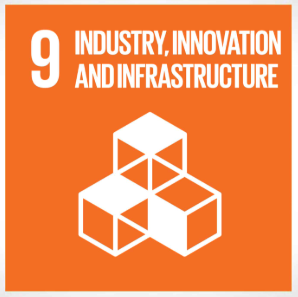 9 INDUSTRY, INNOVATION
AND INFRASTRUCTURE